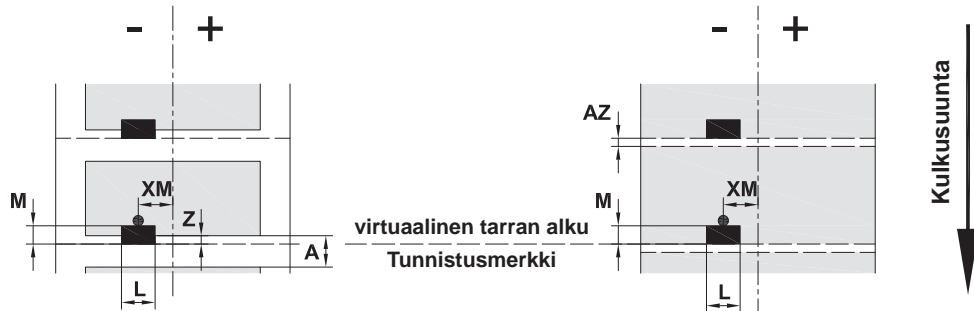 - +
- +
AZ
XM
XM
M
M
Z
virtuaalinen tarran alku
A
Tunnistusmerkki
L
L
Kulkusuunta